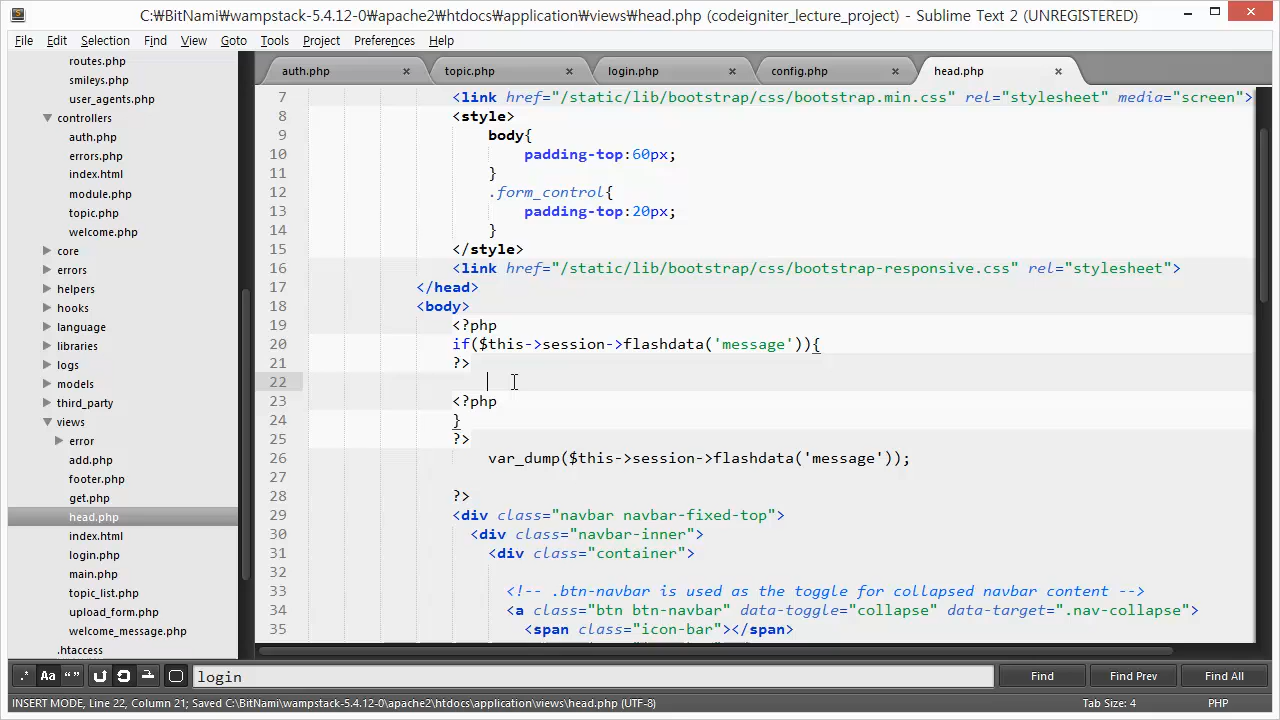 C:₩BitNami₩wampstack-5.4.12-0₩apache2₩htdocs₩application₩views₩head.php (codeigniter_lecture_project) - Sublime Text 2 (UNREGISTERED)
File Edit Selection Find View Goto Tools Project Preferences Help
routes.php
smileys.php
user_agents.php
controllers
auth.php
errors.php
index.html
module.php
topic.php
welcome.php
core
errors
helpers
hooks
language
libraries
logs
models
third_party
views
error
add.php
footer.php
get.php
head.php
index.html
login.php
main.php
topic_list.php
upload_form.php
welcome_message.php
.htaccess
auth.php × topic.php × login.php × config.php × head.php ×
7 <link href="/static/lib/bootstrap/css/bootstrap.min.css" rel="stylesheet" media="screen">
8 <style>
9 body{
10 padding-top:60px;
11 }
12 .form_control{
13 padding-top:20px;
14 }
15 </style>
16 <link href="/static/lib/bootstrap/css/bootstrap-responsive.css" rel="stylesheet">
17 </head>
18 <body>
19 <?php
20 if($this->session->flashdata('message')){
21 ?>
22
23 <?php
24 }
25 ?>
26 var_dump($this->session->flashdata('message'));
27
28 ?>
29 <div class="navbar navbar-fixed-top">
30 <div class="navbar-inner">
31 <div class="container">
32
33 <!-- .btn-navbar is used as the toggle for collapsed navbar content -->
34 <a class="btn btn-navbar" data-toggle="collapse" data-target=".nav-collapse">
35 <span class="icon-bar"></span>
.* Aa “” login Find Find Prev Find All
INSERT MODE, Line 22, Column 21; Saved C:\BitNami\wampstack-5.4.12-0\apache2\htdocs\application\views\head.php (UTF-8) Tab Size: 4 PHP